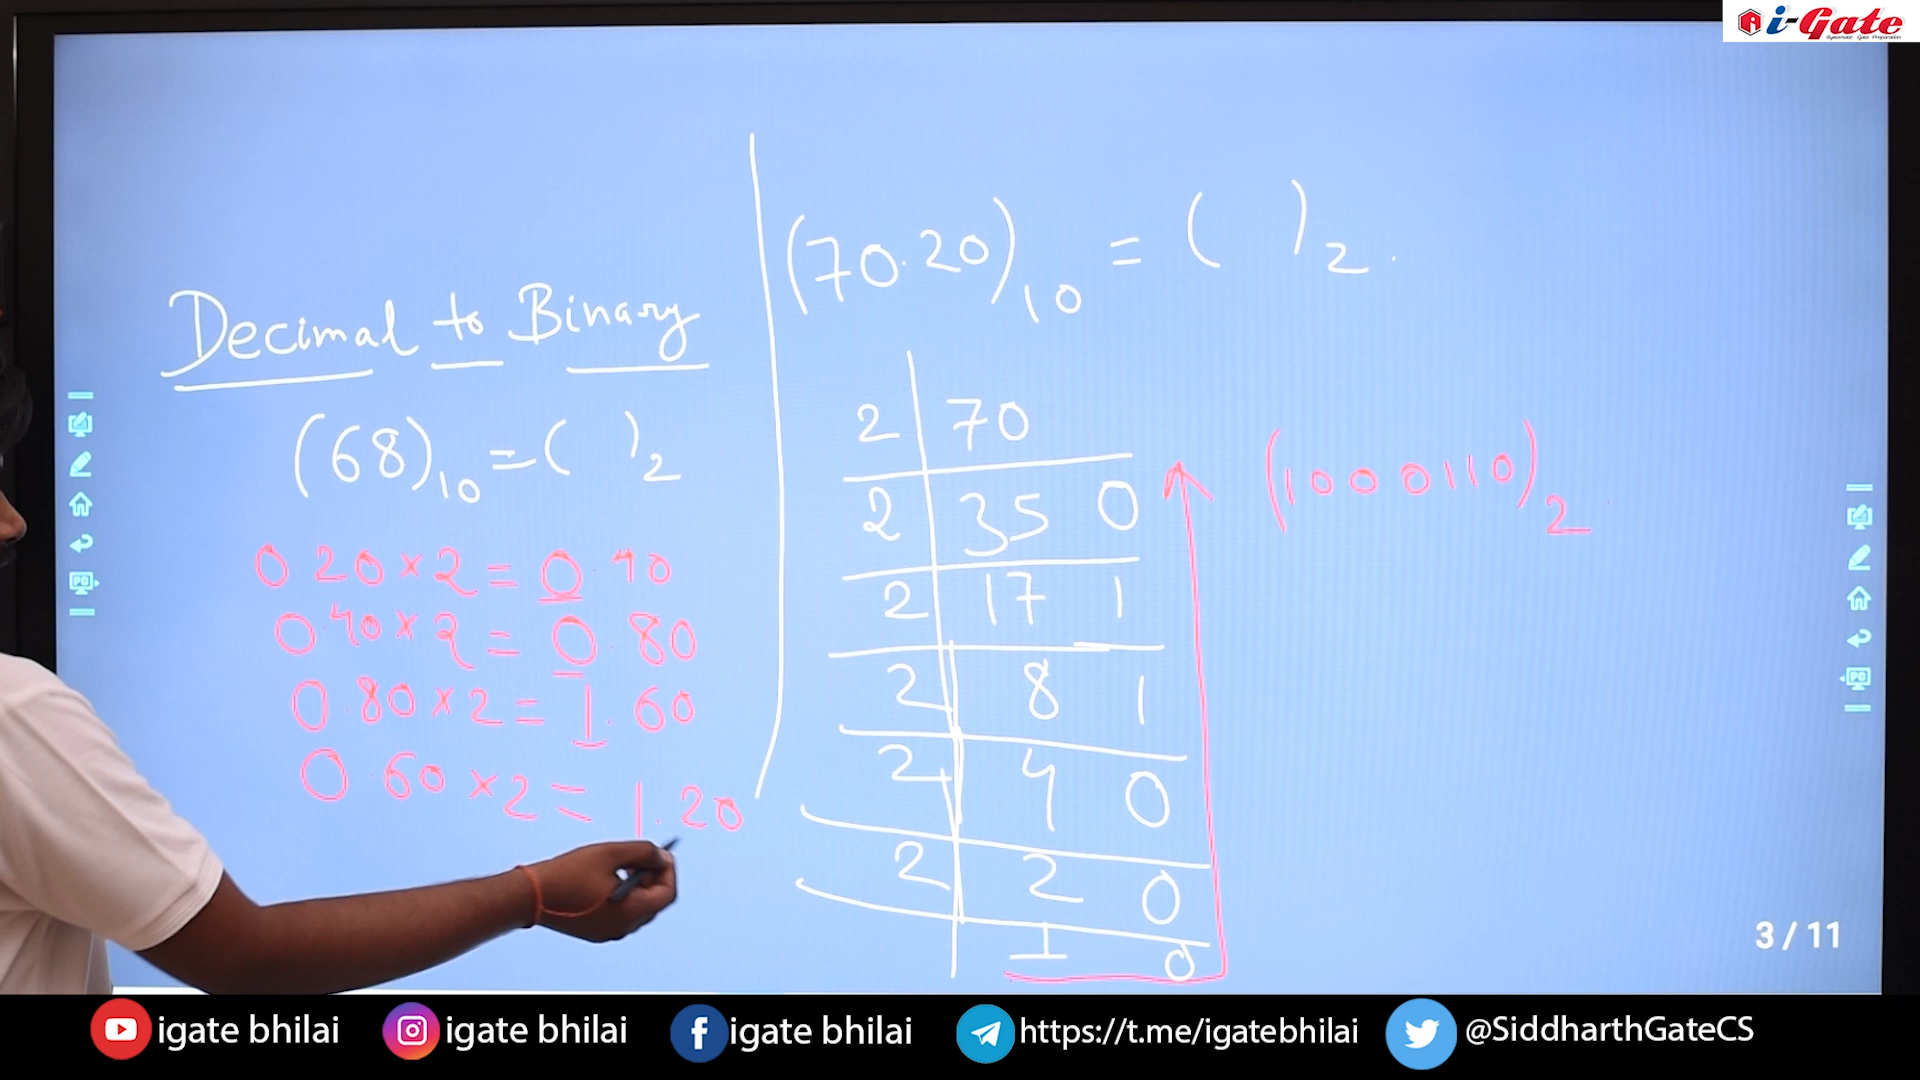 i-Gate
Systematic Gate Preparation
Decimal to Binary
(68)10 = ( )2
0.20 × 2 = 0.40
0.40 × 2 = 0.80
0.80 × 2 = 1.60
0.60 × 2 = 1.20
(70.20)10 = ( )2.
2 70
2 35 0
2 17 1
2 8 1
2 4 0
2 2 0
1 0
(1000110)2
3 / 11
igate bhilai
igate bhilai
igate bhilai
https://t.me/igatebhilai
@SiddharthGateCS